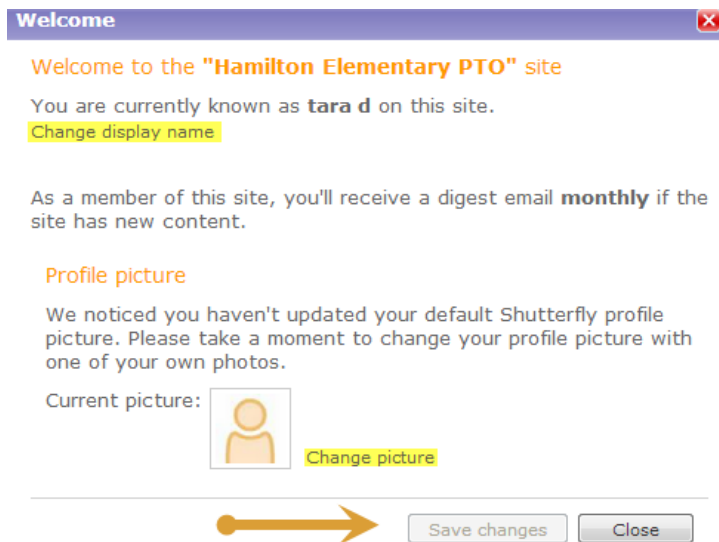 Welcome
Welcome to the "Hamilton Elementary PTO" site
You are currently known as tara d on this site.
Change display name
As a member of this site, you'll receive a digest email monthly if the
site has new content.
Profile picture
We noticed you haven't updated your default Shutterfly profile
picture. Please take a moment to change your profile picture with
one of your own photos.
Current picture:
Change picture
Save changes
Close